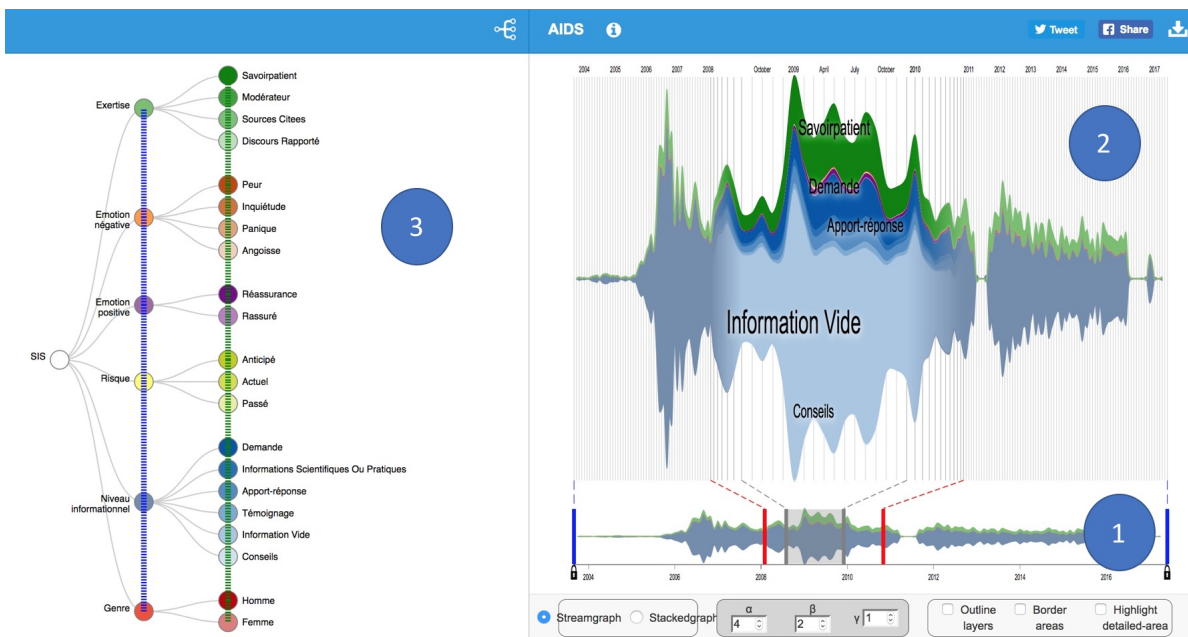 AIDS
Tweet
Share
SIS
Exertise
Savoirpatient
Modérateur
Sources Citees
Discours Rapporté
Emotion
négative
Peur
Inquiétude
Panique
Angoisse
Emotion
positive
Réassurance
Rassuré
Risque
Anticipé
Actuel
Passé
Niveau
informationnel
Demande
Informations Scientifiques Ou Pratiques
Apport-réponse
Témoignage
Information Vide
Conseils
Genre
Homme
Femme
3
2004 2005 2006 2007 2008 October 2009 April July October 2010 2011 2012 2013 2014 2015 2016 2017
Savoirpatient
Demande
Apport-réponse
Information Vide
Conseils
2
1
2004 2006 2008 2010 2012 2014 2016
Streamgraph Stackedgraph
α β γ 1
4 2
Outline
layers
Border
areas
Highlight
detailed-area